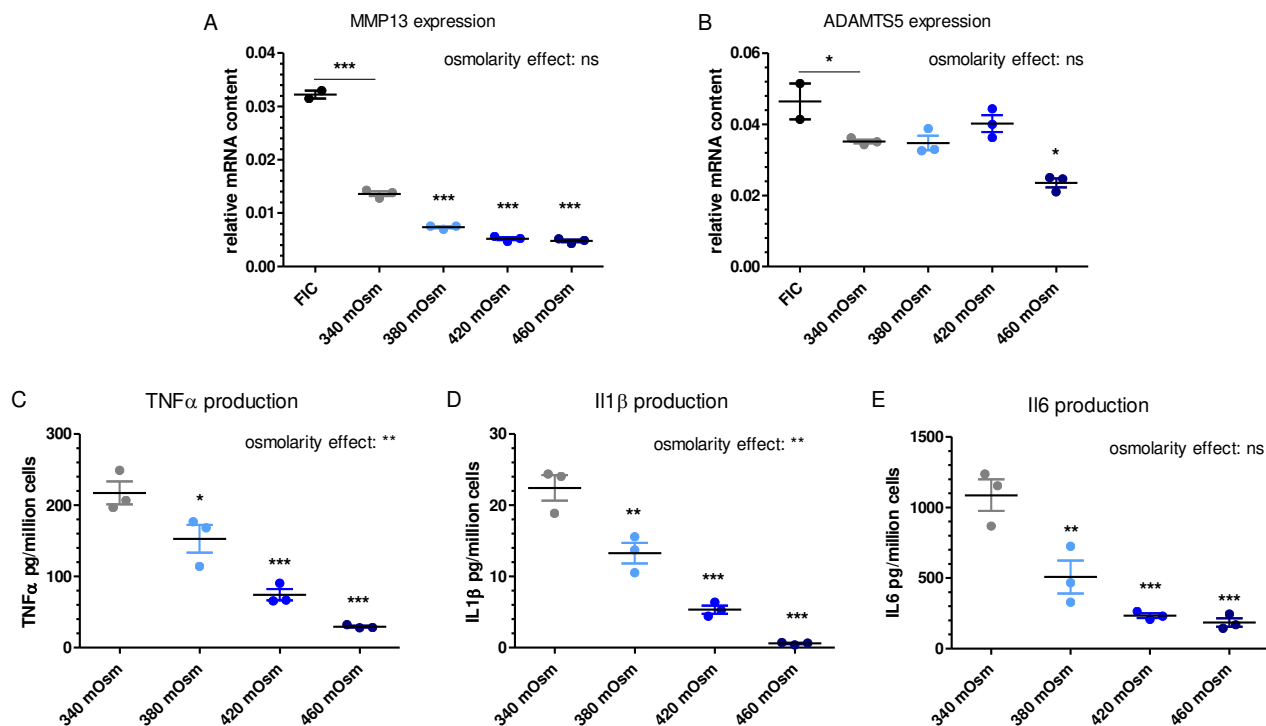 A
MMP13 expression
osmolarity effect: ns
***
***
***
***
relative mRNA content
0.04
0.03
0.02
0.01
0.00
FIC
340 mOsm
380 mOsm
420 mOsm
460 mOsm
B
ADAMTS5 expression
osmolarity effect: ns
*
*
relative mRNA content
0.06
0.04
0.02
0.00
FIC
340 mOsm
380 mOsm
420 mOsm
460 mOsm
C
TNFα production
osmolarity effect: **
*
***
***
TNFα pg/million cells
300
200
100
0
340 mOsm
380 mOsm
420 mOsm
460 mOsm
D
Il1β production
osmolarity effect: **
**
***
***
IL1β pg/million cells
30
20
10
0
340 mOsm
380 mOsm
420 mOsm
460 mOsm
E
Il6 production
osmolarity effect: ns
**
***
***
IL6 pg/million cells
1500
1000
500
0
340 mOsm
380 mOsm
420 mOsm
460 mOsm